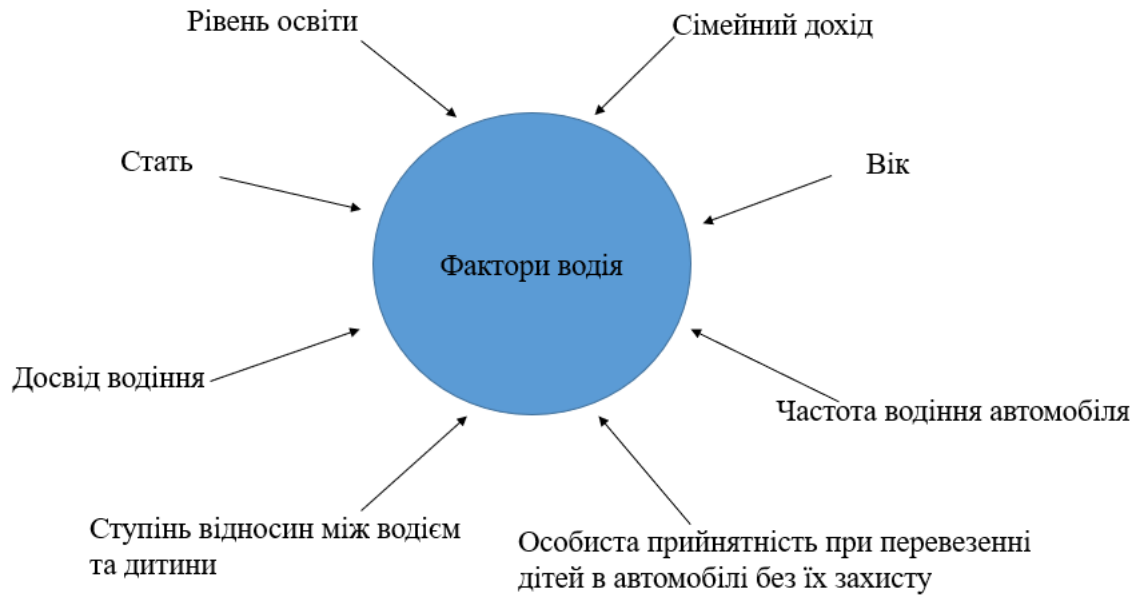 Рівень освіти
Сімейний дохід
Стать
Вік
Фактори водія
Досвід водіння
Частота водіння автомобіля
Ступінь відносин між водієм
та дитини
Особиста прийнятність при перевезенні
дітей в автомобілі без їх захисту